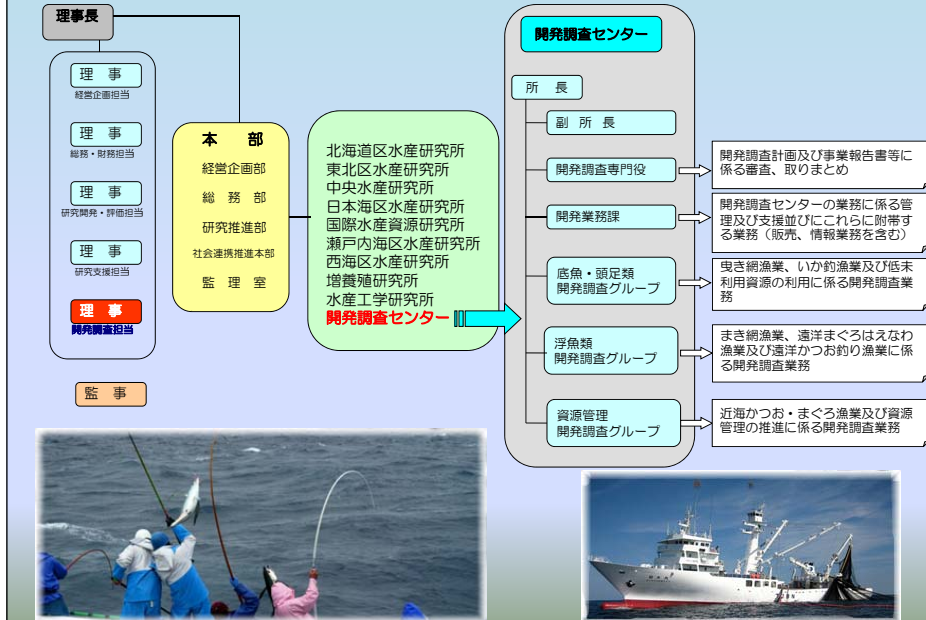 理事長
理 事
経営企画担当
理 事
総務・財務担当
理 事
研究開発・評価担当
理 事
研究支援担当
理 事
開発調査担当
監 事
本 部
経営企画部
総 務 部
研究推進部
社会連携推進本部
監 理 室
北海道区水産研究所
東北区水産研究所
中央水産研究所
日本海区水産研究所
国際水産資源研究所
瀬戸内海区水産研究所
西海区水産研究所
増養殖研究所
水産工学研究所
開発調査センター
開発調査センター
所 長
副 所 長
開発調査専門役
開発調査計画及び事業報告書等に
係る審査、取りまとめ
開発業務課
開発調査センターの業務に係る管
理及び支援並びにこれらに附帯す
る業務（販売、情報業務を含む）
底魚・頭足類
開発調査グループ
曳き網漁業、いか釣漁業及び低未
利用資源の利用に係る開発調査業
務
浮魚類
開発調査グループ
まき網漁業、遠洋まぐろはえなわ
漁業及び遠洋かつお釣り漁業に係
る開発調査業務
資源管理
開発調査グループ
近海かつお・まぐろ漁業及び資源
管理の推進に係る開発調査業務